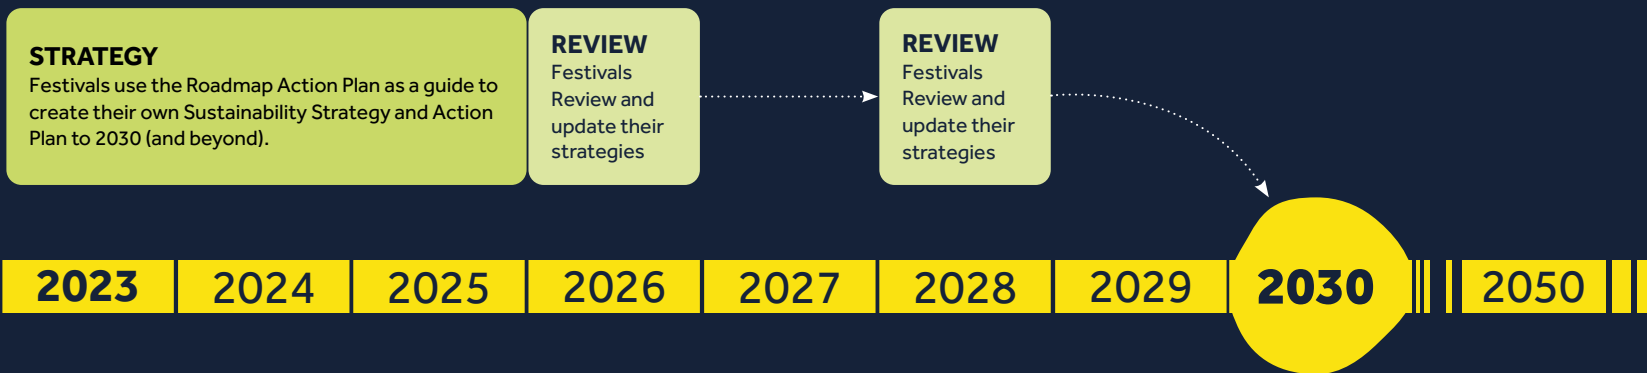 STRATEGY
Festivals use the Roadmap Action Plan as a guide to
create their own Sustainability Strategy and Action
Plan to 2030 (and beyond).
REVIEW
Festivals
Review and
update their
strategies
REVIEW
Festivals
Review and
update their
strategies
2023 2024 2025 2026 2027 2028 2029 2030 2050